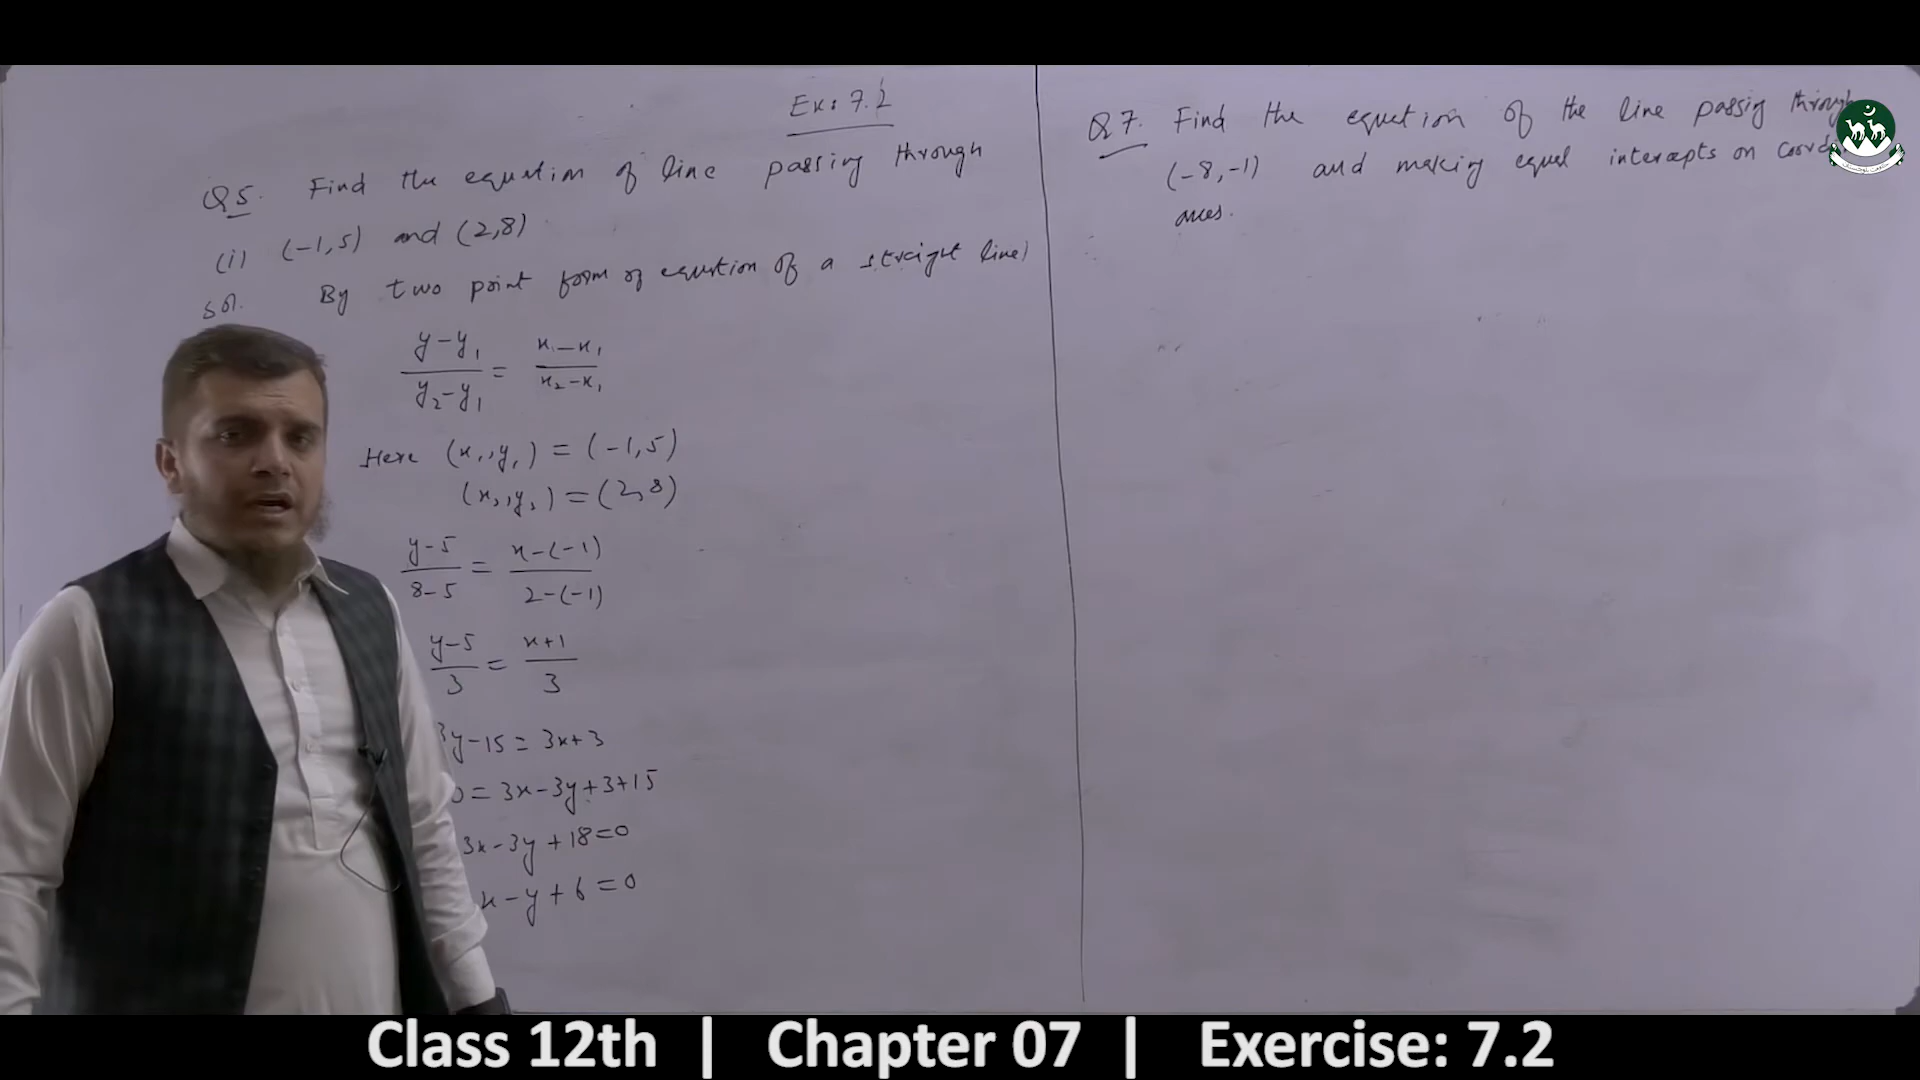 Ex: 7.2
Q5. Find the equation of line passing through
(i) (-1,5) and (2,8)
Sol. By two point form of equation of a straight line
y-y₁ / y₂-y₁ = x-x₁ / x₂-x₁
Here (x₁,y₁) = (-1,5)
(x₂,y₂) = (2,8)
y-5 / 8-5 = x-(-1) / 2-(-1)
y-5 / 3 = x+1 / 3
3y-15 = 3x+3
0 = 3x-3y+3+15
3x-3y+18=0
x-y+6=0
Q7. Find the equation of the line passig through
(-8,-1) and making equal intercepts on
axes.
Class 12th | Chapter 07 | Exercise: 7.2